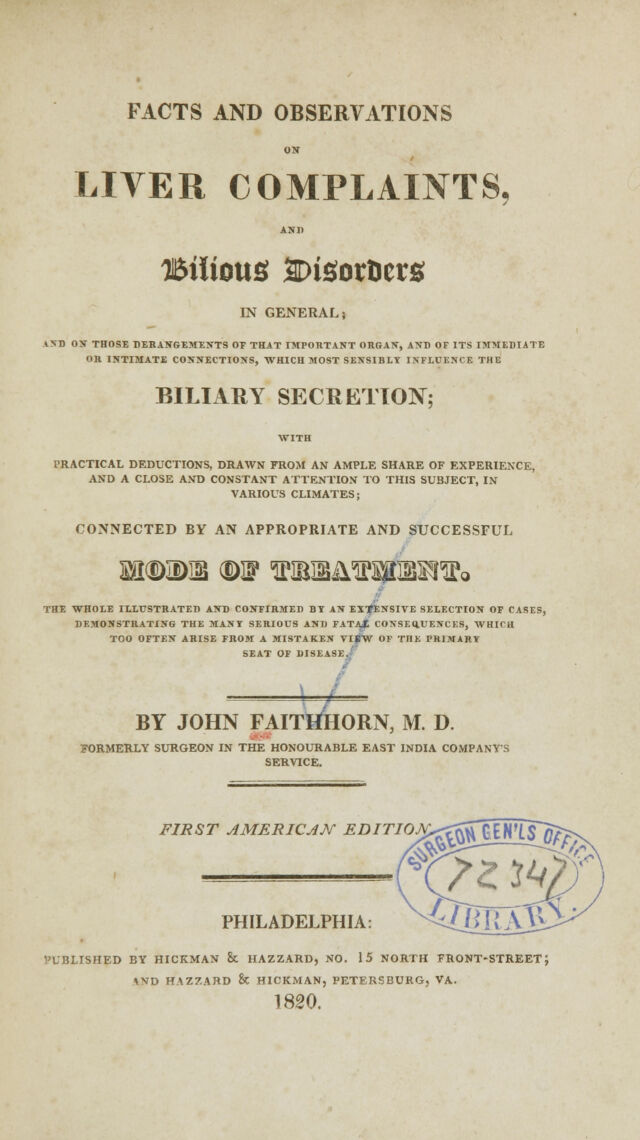 FACTS AND OBSERVATIONS
ON
LIVER COMPLAINTS,
AND
Bilious Disorders
IN GENERAL;
AND ON THOSE DERANGEMENTS OF THAT IMPORTANT ORGAN, AND OF ITS IMMEDIATE
OR INTIMATE CONNECTIONS, WHICH MOST SENSIBLY INFLUENCE THE
BILIARY SECRETION;
WITH
PRACTICAL DEDUCTIONS, DRAWN FROM AN AMPLE SHARE OF EXPERIENCE,
AND A CLOSE AND CONSTANT ATTENTION TO THIS SUBJECT, IN
VARIOUS CLIMATES;
CONNECTED BY AN APPROPRIATE AND SUCCESSFUL
MODE OF TREATMENT.
THE WHOLE ILLUSTRATED AND CONFIRMED BY AN EXTENSIVE SELECTION OF CASES,
DEMONSTRATING THE MANY SERIOUS AND FATAL CONSEQUENCES, WHICH
TOO OFTEN ARISE FROM A MISTAKEN VIEW OF THE PRIMARY
SEAT OF DISEASE.
BY JOHN FAITHHORN, M. D.
FORMERLY SURGEON IN THE HONOURABLE EAST INDIA COMPANY'S
SERVICE.
FIRST AMERICAN EDITION.
SURGEON GEN'LS OFFICE
72347
LIBRARY.
PHILADELPHIA:
PUBLISHED BY HICKMAN & HAZZARD, NO. 15 NORTH FRONT-STREET;
AND HAZZARD & HICKMAN, PETERSBURG, VA.
1820.